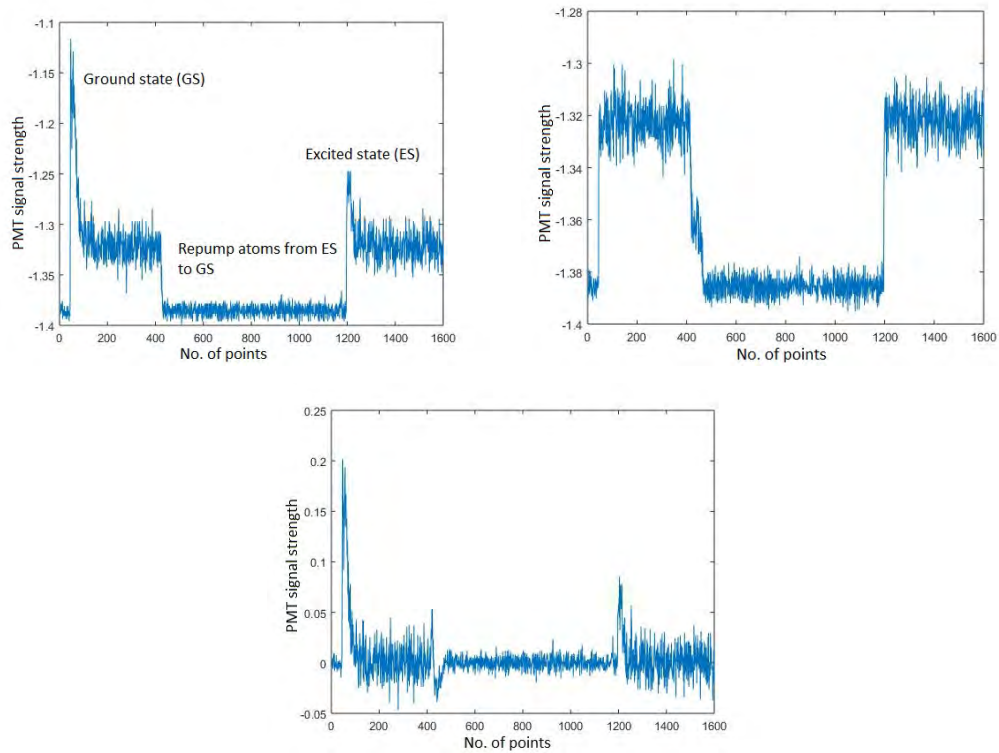 -1.1
-1.15
-1.2
-1.25
-1.3
-1.35
-1.4
PMT signal strength
Ground state (GS)
Excited state (ES)
Repump atoms from ES
to GS
0 200 400 600 800 1000 1200 1400 1600
No. of points
-1.28
-1.3
-1.32
-1.34
-1.36
-1.38
-1.4
PMT signal strength
0 200 400 600 800 1000 1200 1400 1600
No. of points
0.25
0.2
0.15
0.1
0.05
0
-0.05
PMT signal strength
0 200 400 600 800 1000 1200 1400 1600
No. of points